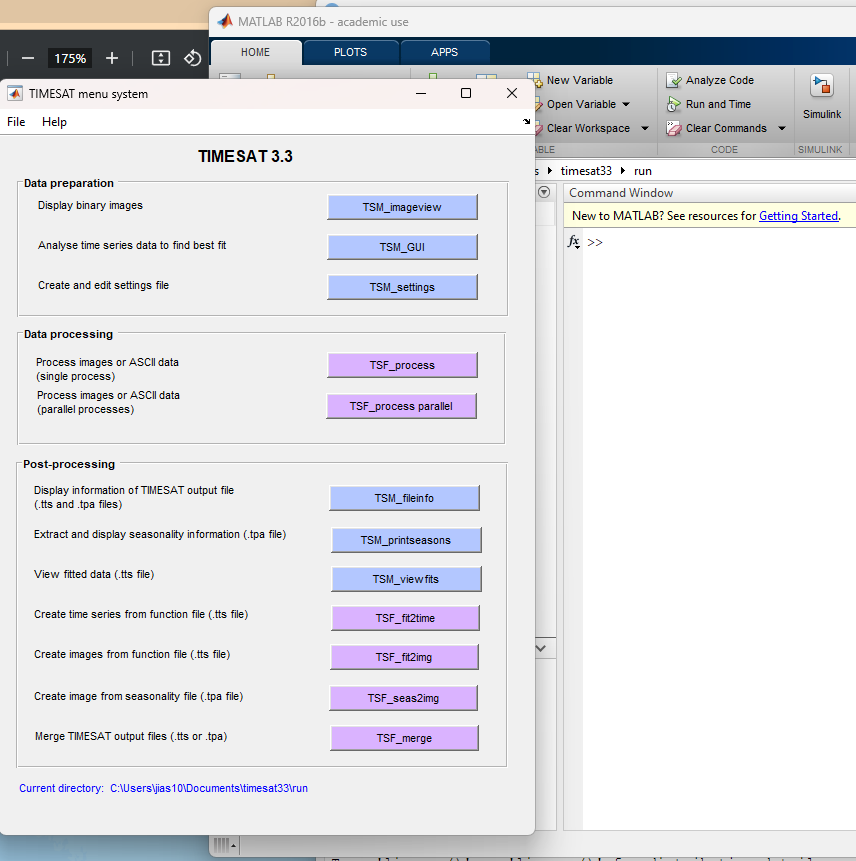 MATLAB R2016b - academic use
175%
HOME
PLOTS
APPS
New Variable
Open Variable
Clear Workspace
Analyze Code
Run and Time
Clear Commands
Simulink
CODE
SIMULINK
timesat33
run
Command Window
New to MATLAB? See resources for Getting Started.
fx >>
TIMESAT menu system
File Help
TIMESAT 3.3
Data preparation
Display binary images TSM_imageview
Analyse time series data to find best fit TSM_GUI
Create and edit settings file TSM_settings
Data processing
Process images or ASCII data
(single process)
TSF_process
Process images or ASCII data
(parallel processes)
TSF_process parallel
Post-processing
Display information of TIMESAT output file
(.tts and .tpa files)
TSM_fileinfo
Extract and display seasonality information (.tpa file) TSM_printseasons
View fitted data (.tts file) TSM_viewfits
Create time series from function file (.tts file) TSF_fit2time
Create images from function file (.tts file) TSF_fit2img
Create image from seasonality file (.tpa file) TSF_seas2img
Merge TIMESAT output files (.tts or .tpa) TSF_merge
Current directory: C:\Users\jias10\Documents\timesat33\run